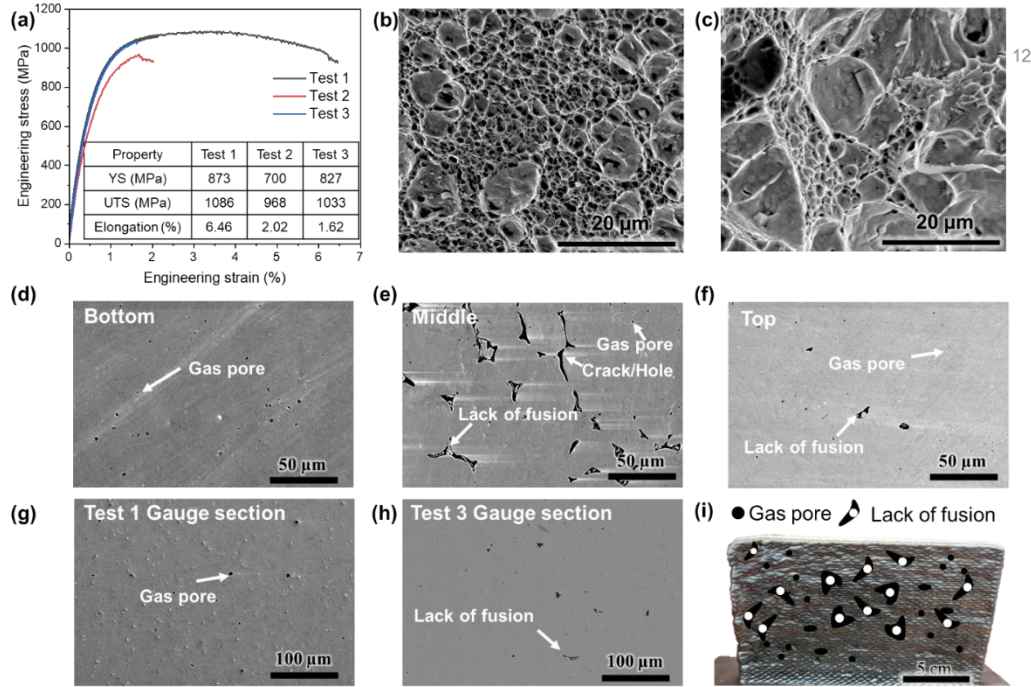 (a)
1200
1000
800
600
400
200
0
Engineering stress (MPa)
Test 1
Test 2
Test 3
Property Test 1 Test 2 Test 3
YS (MPa) 873 700 827
UTS (MPa) 1086 968 1033
Elongation (%) 6.46 2.02 1.62
0 1 2 3 4 5 6 7
Engineering strain (%)
(b)
20 µm
(c)
20 µm
12
(d)
Bottom
Gas pore
50 µm
(e)
Middle
Gas pore
Crack/Hole
Lack of fusion
50 µm
(f)
Top
Gas pore
Lack of fusion
50 µm
(g)
Test 1 Gauge section
Gas pore
100 µm
(h)
Test 3 Gauge section
Lack of fusion
100 µm
(i)
Gas pore Lack of fusion
5 cm